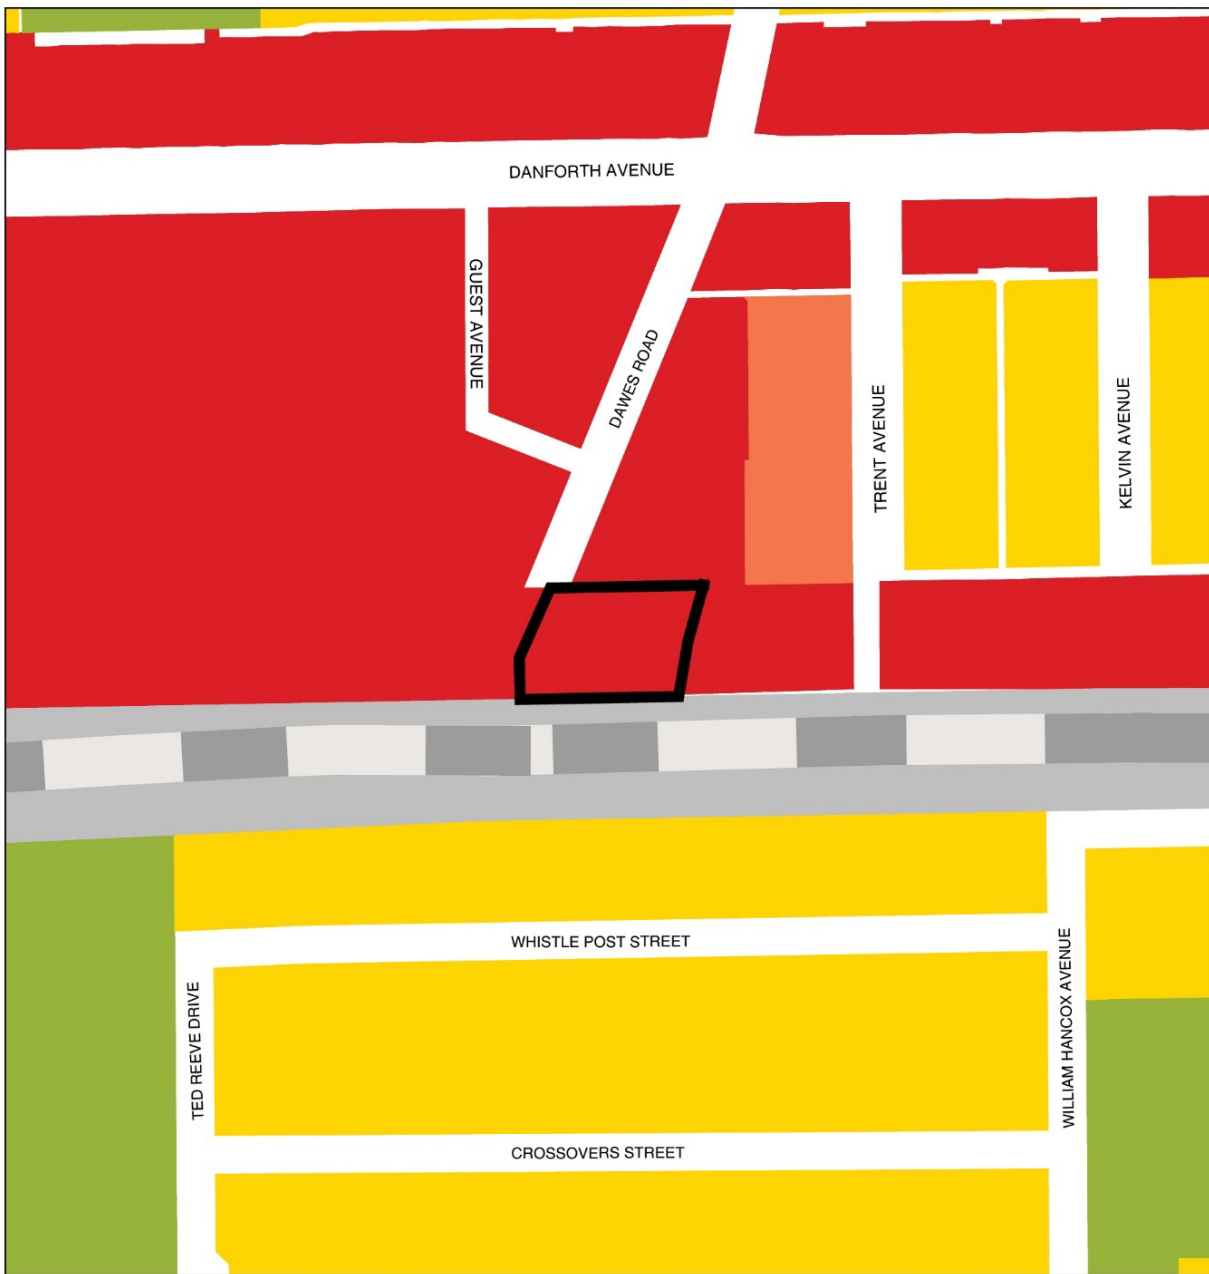 DANFORTH AVENUE
GUEST AVENUE
DAWES ROAD
TRENT AVENUE
KELVIN AVENUE
WHISTLE POST STREET
TED REEVE DRIVE
WILLIAM HANCOX AVENUE
CROSSOVERS STREET